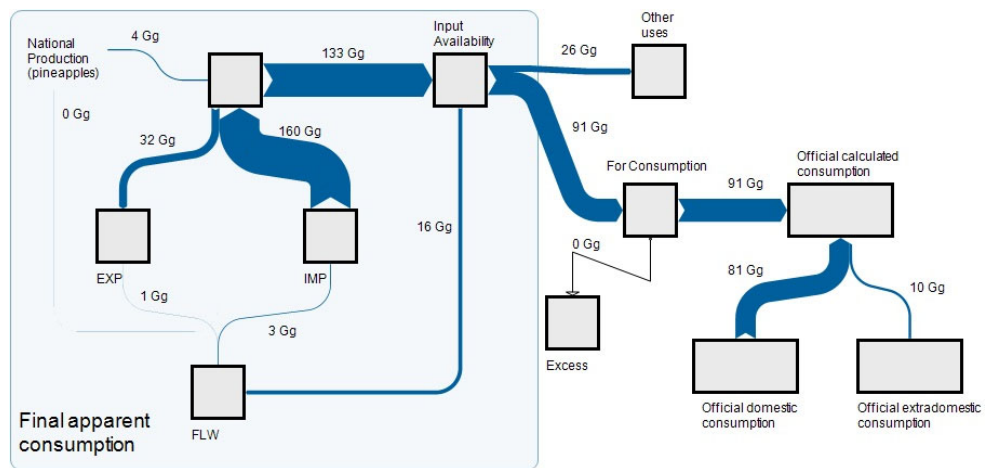 National
Production
(pineapples)
4 Gg
133 Gg
Input
Availability
26 Gg
Other
uses
0 Gg
32 Gg
160 Gg
91 Gg
For Consumption
91 Gg
Official calculated
consumption
16 Gg
0 Gg
EXP
IMP
81 Gg
10 Gg
1 Gg
3 Gg
Excess
FLW
Official domestic
consumption
Official extradomestic
consumption
Final apparent
consumption